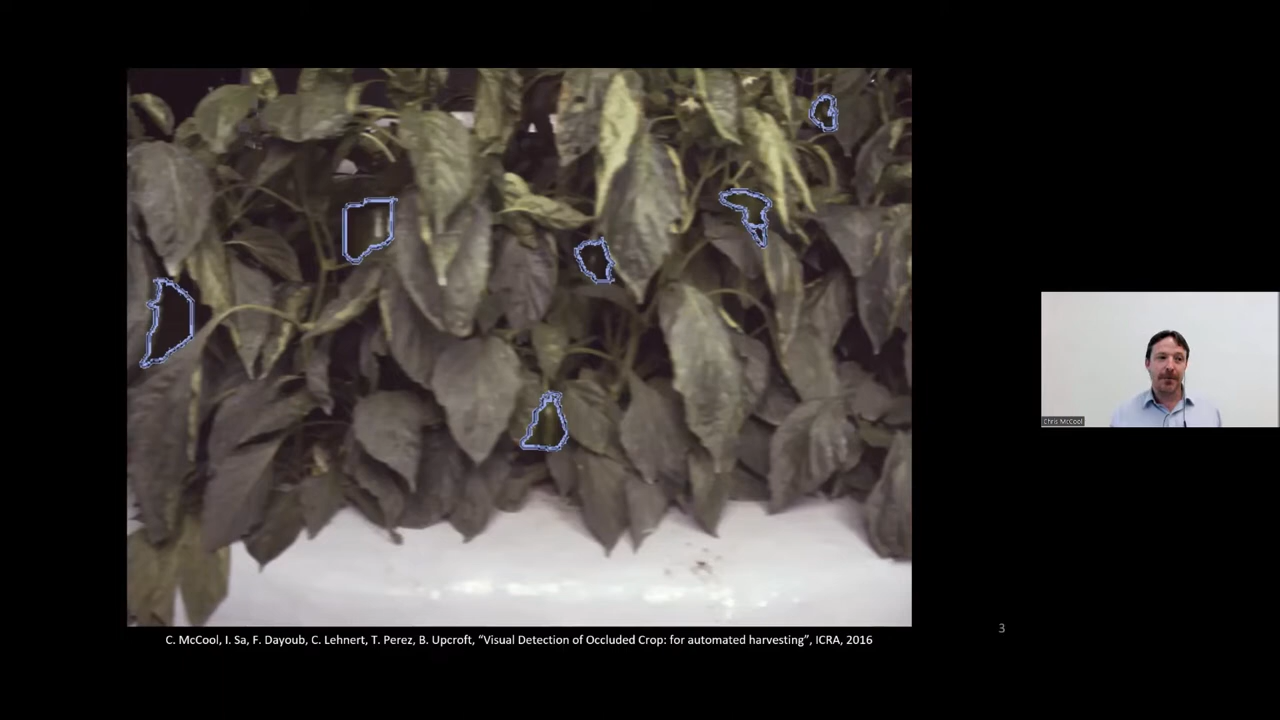 Chris McCool
3
C. McCool, I. Sa, F. Dayoub, C. Lehnert, T. Perez, B. Upcroft, “Visual Detection of Occluded Crop: for automated harvesting”, ICRA, 2016